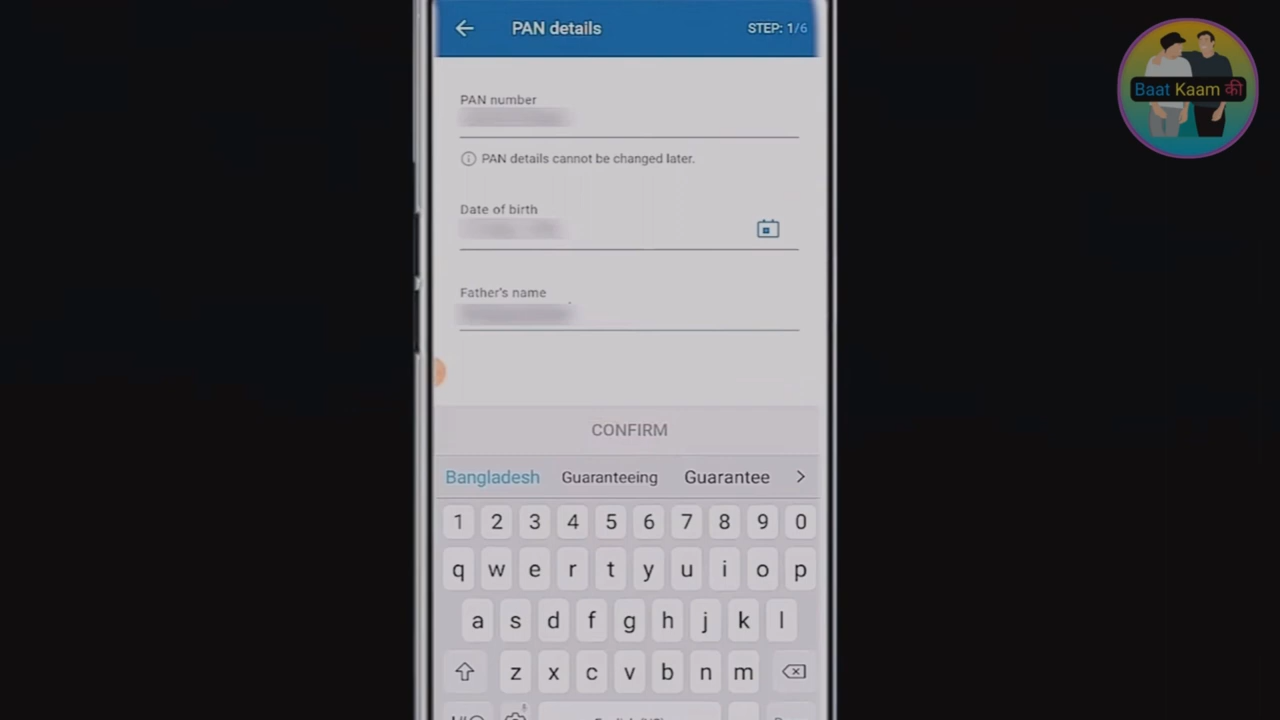 PAN details
STEP: 1/6
Baat Kaam की
PAN number
PAN details cannot be changed later.
Date of birth
Father's name
CONFIRM
Bangladesh Guaranteeing Guarantee
1 2 3 4 5 6 7 8 9 0
q w e r t y u i o p
a s d f g h j k l
z x c v b n m